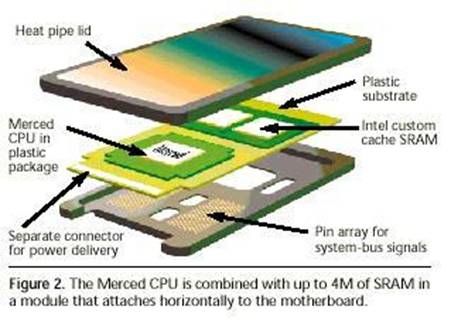 Heat pipe lid
Plastic
substrate
Merced
CPU in
plastic
package
Intel custom
cache SRAM
Separate connector
for power delivery
Pin array for
system-bus signals
Figure 2. The Merced CPU is combined with up to 4M of SRAM in
a module that attaches horizontally to the motherboard.